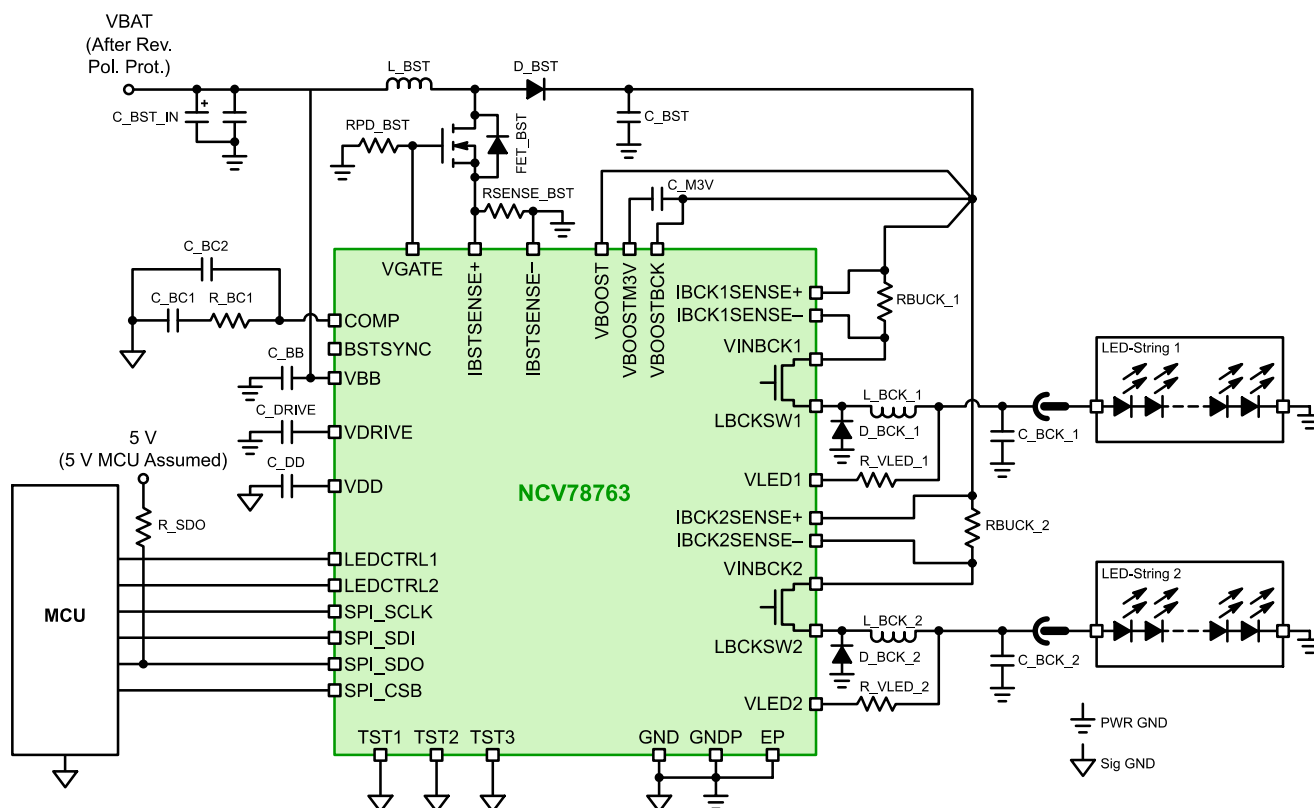 VBAT
(After Rev.
Pol. Prot.)
L_BST
D_BST
C_BST_IN
+
C_BST
RPD_BST
FET_BST
RSENSE_BST
C_M3V
C_BC2
C_BC1
R_BC1
VGATE
IBSTSENSE+
IBSTSENSE–
VBOOST
VBOOSTM3V
VBOOSTBCK
COMP
BSTSYNC
C_BB
VBB
C_DRIVE
VDRIVE
C_DD
VDD
5 V
(5 V MCU Assumed)
R_SDO
NCV78763
IBCK1SENSE+
IBCK1SENSE–
RBUCK_1
VINBCK1
LBCKSW1
L_BCK_1
D_BCK_1
C_BCK_1
R_VLED_1
VLED1
LED-String 1
IBCK2SENSE+
IBCK2SENSE–
RBUCK_2
VINBCK2
LBCKSW2
L_BCK_2
D_BCK_2
C_BCK_2
R_VLED_2
VLED2
LED-String 2
MCU
LEDCTRL1
LEDCTRL2
SPI_SCLK
SPI_SDI
SPI_SDO
SPI_CSB
TST1
TST2
TST3
GND
GNDP
EP
PWR GND
Sig GND